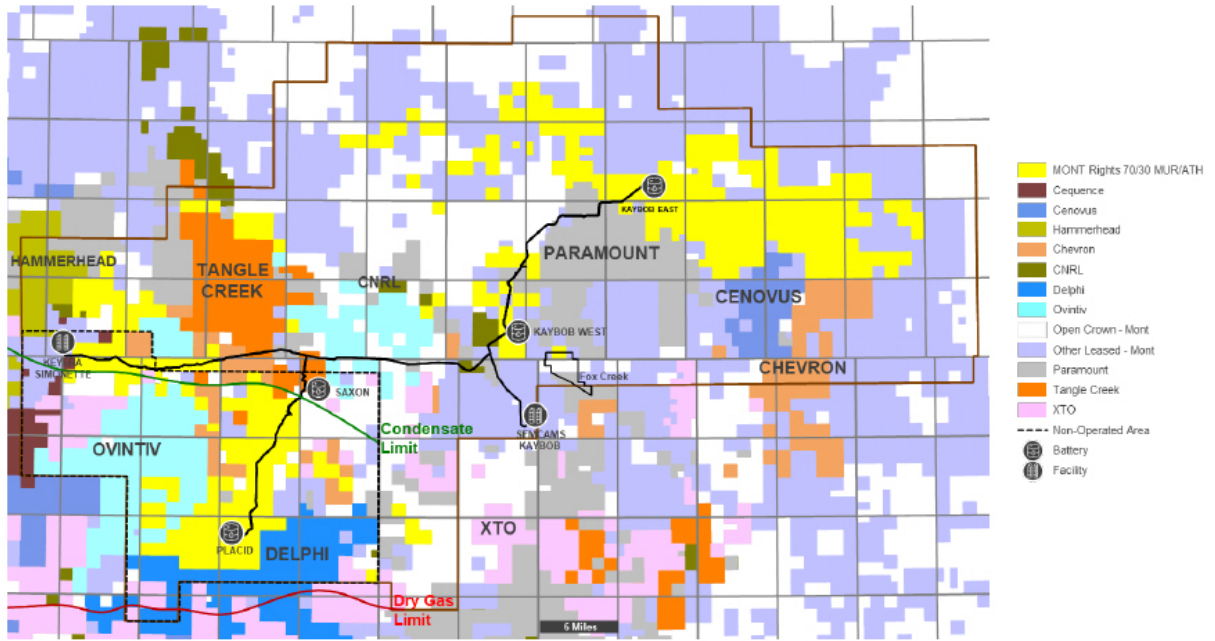 KAYBOB EAST
PARAMOUNT
HAMMERHEAD
TANGLE
CREEK
CNRL
CENOVUS
KAYBOB WEST
SIMONETTE
CHEVRON
Fox Creek
SAXON
SEMCAMS
KAYBOB
Condensate
Limit
OVINTIV
XTO
PLACID
DELPHI
Dry Gas
Limit
6 Miles
MONT Rights 70/30 MUR/ATH
Cequence
Cenovus
Hammerhead
Chevron
CNRL
Delphi
Ovintiv
Open Crown - Mont
Other Leased - Mont
Paramount
Tangle Creek
XTO
Non-Operated Area
Battery
Facility